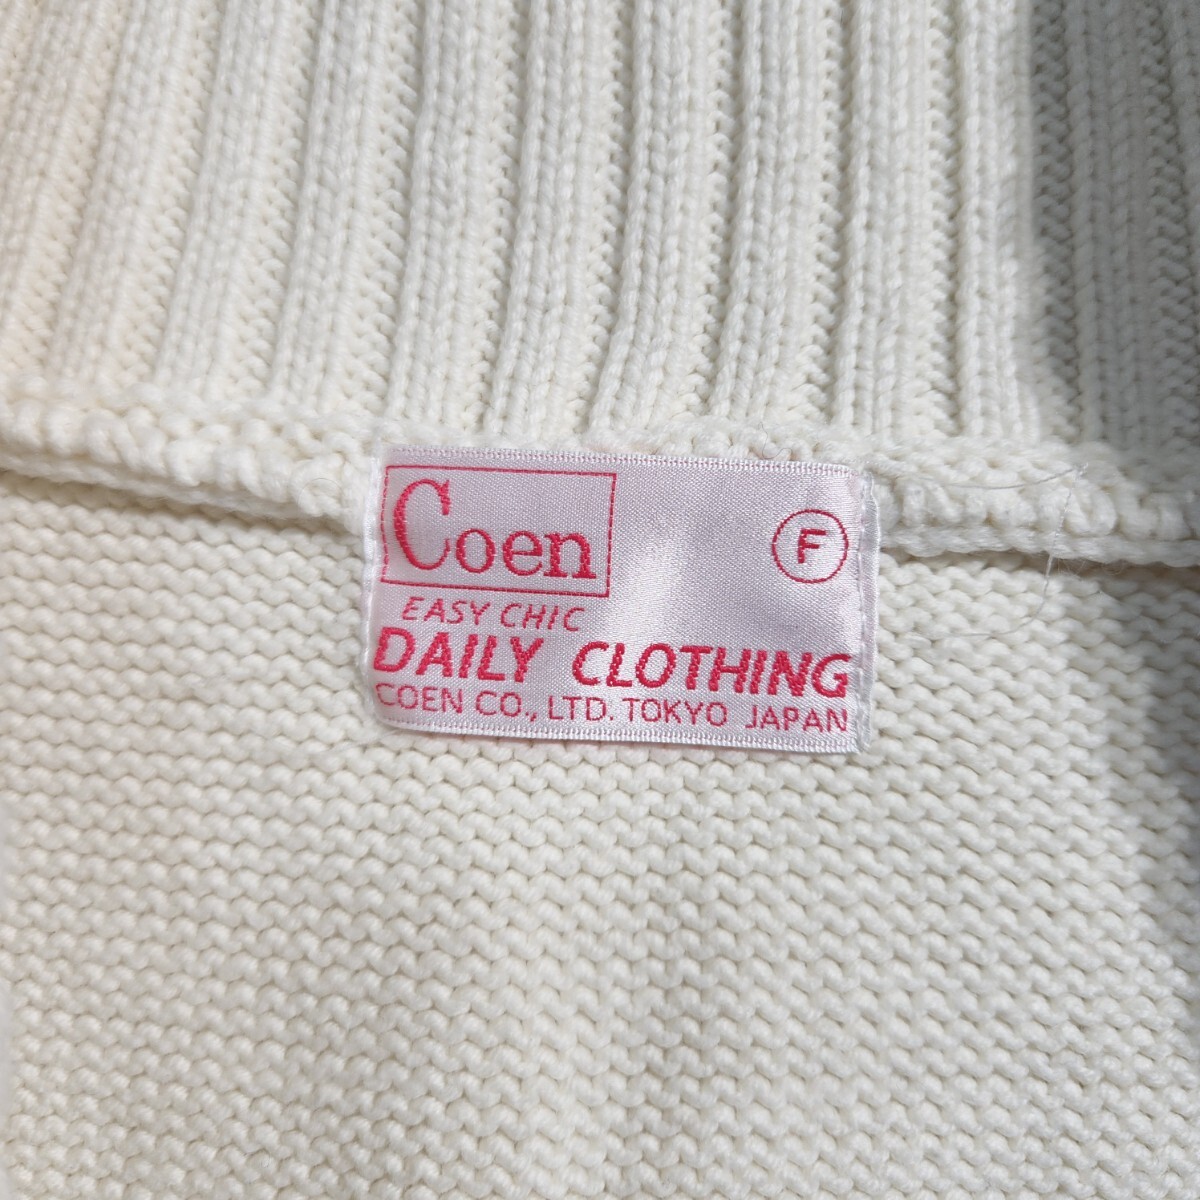 Coen
F
EASY CHIC
DAILY CLOTHING
COEN CO., LTD. TOKYO JAPAN